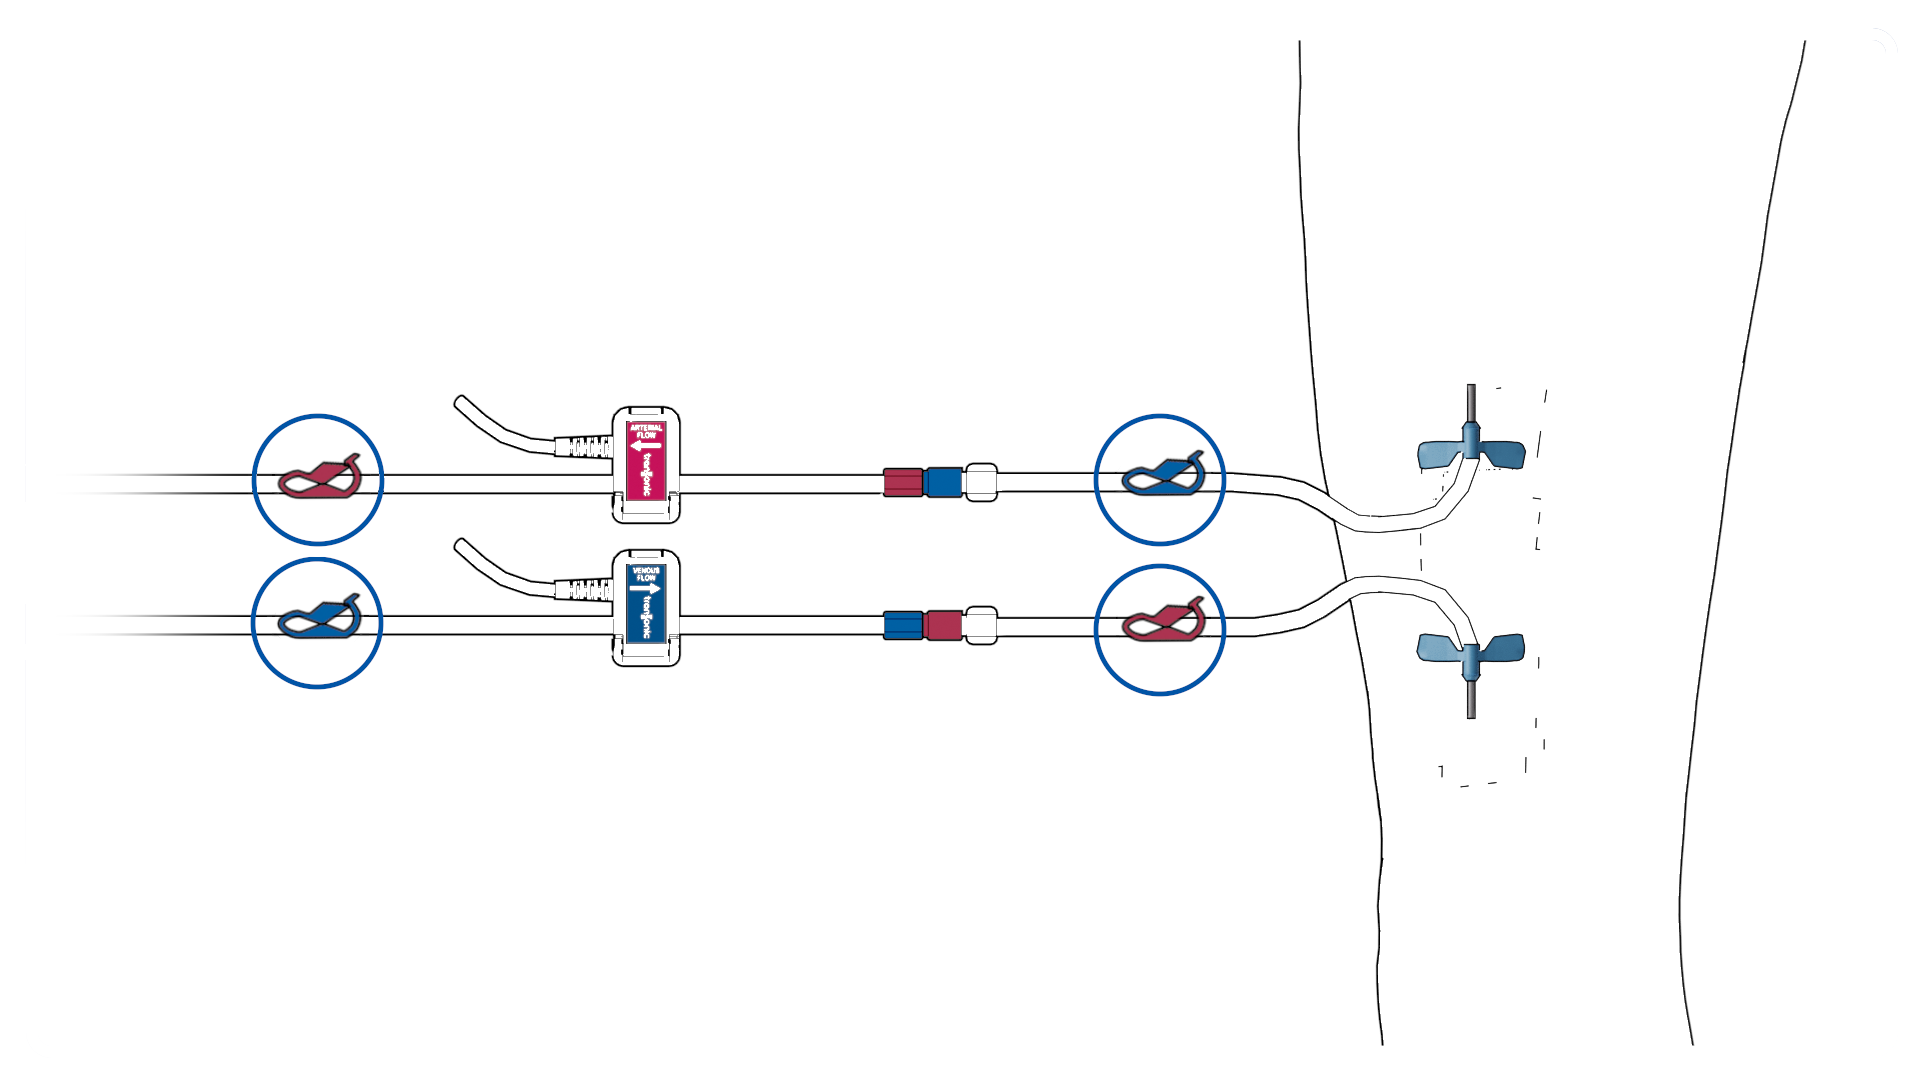 ARTERIAL
FLOW
transonic
VENOUS
FLOW
transonic